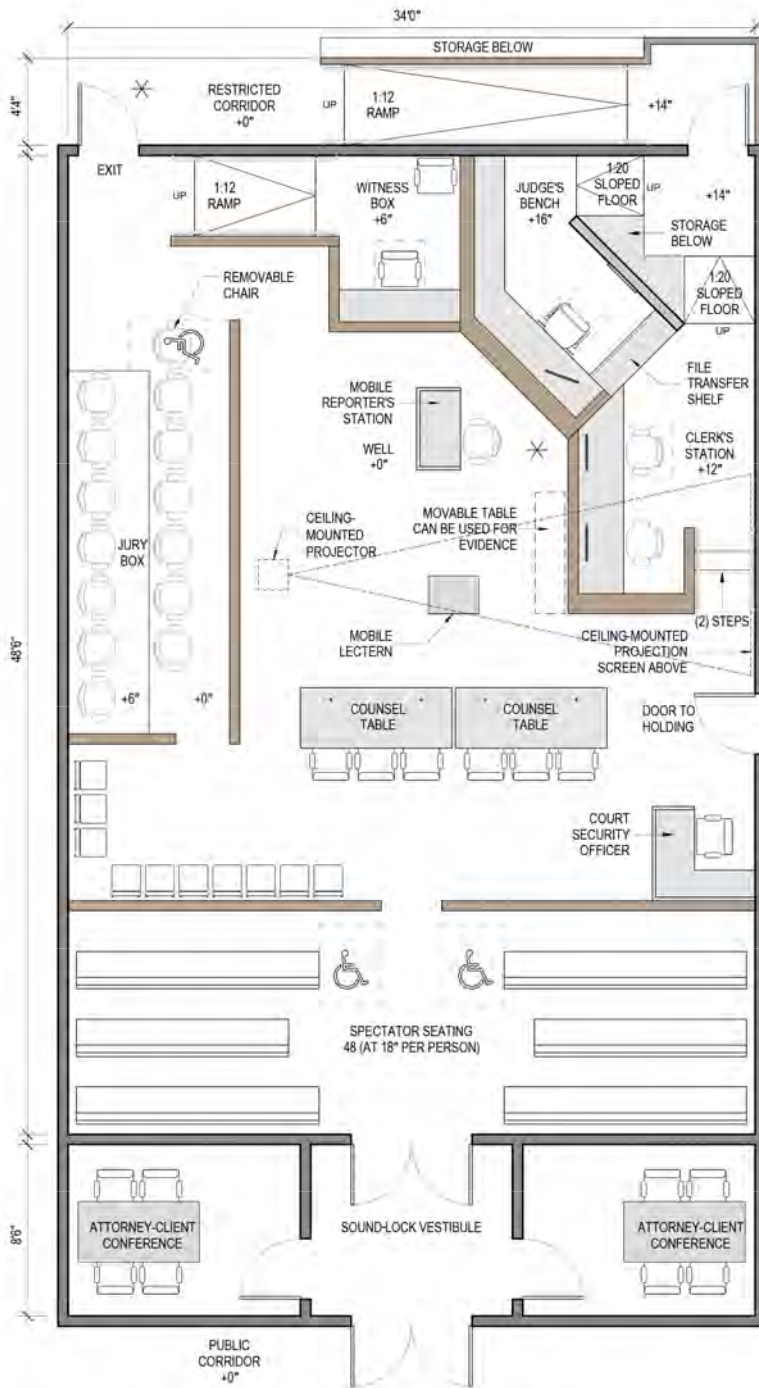 34'0"
STORAGE BELOW
4'4"
RESTRICTED
CORRIDOR
+0"
UP
1:12
RAMP
+14"
EXIT
UP
1:12
RAMP
WITNESS
BOX
+6"
JUDGE'S
BENCH
+16"
1:20
SLOPED
FLOOR
UP
+14"
STORAGE
BELOW
1:20
SLOPED
FLOOR
UP
REMOVABLE
CHAIR
FILE
TRANSFER
SHELF
MOBILE
REPORTER'S
STATION
WELL
+0"
CLERK'S
STATION
+12"
CEILING-
MOUNTED
PROJECTOR
MOVABLE TABLE
CAN BE USED FOR
EVIDENCE
JURY
BOX
48'6"
MOBILE
LECTERN
(2) STEPS
CEILING-MOUNTED
PROJECTION
SCREEN ABOVE
+6"
+0"
COUNSEL
TABLE
COUNSEL
TABLE
DOOR TO
HOLDING
COURT
SECURITY
OFFICER
SPECTATOR SEATING
48 (AT 18" PER PERSON)
8'6"
ATTORNEY-CLIENT
CONFERENCE
SOUND-LOCK VESTIBULE
ATTORNEY-CLIENT
CONFERENCE
PUBLIC
CORRIDOR
+0"